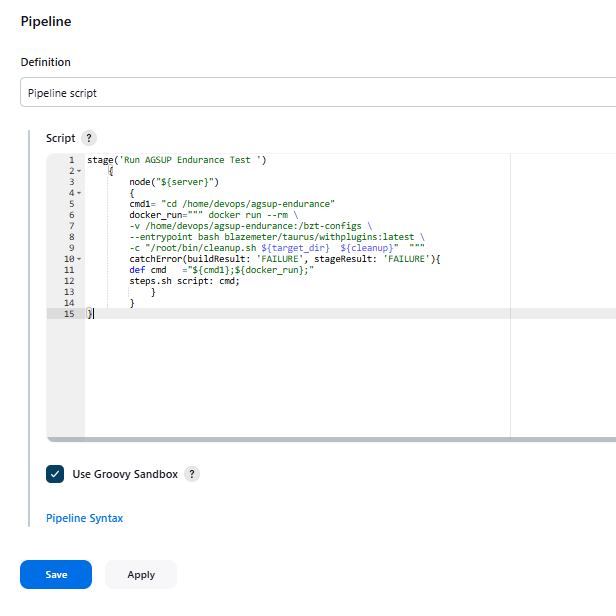 Pipeline
Definition
Pipeline script
Script ?
1 stage('Run AGSUP Endurance Test ')
2 {
3 node("${server}")
4 {
5 cmd1= "cd /home/devops/agsup-endurance"
6 docker_run=""" docker run --rm \
7 -v /home/devops/agsup-endurance:/bzt-configs \
8 --entrypoint bash blazemeter/taurus/withplugins:latest \
9 -c "/root/bin/cleanup.sh ${target_dir}  ${cleanup}"  """
10 catchError(buildResult: 'FAILURE', stageResult: 'FAILURE'){
11 def cmd   ="${cmd1};${docker_run};"
12 steps.sh script: cmd;
13 }
14 }
15 }
Use Groovy Sandbox ?
Pipeline Syntax
Save Apply